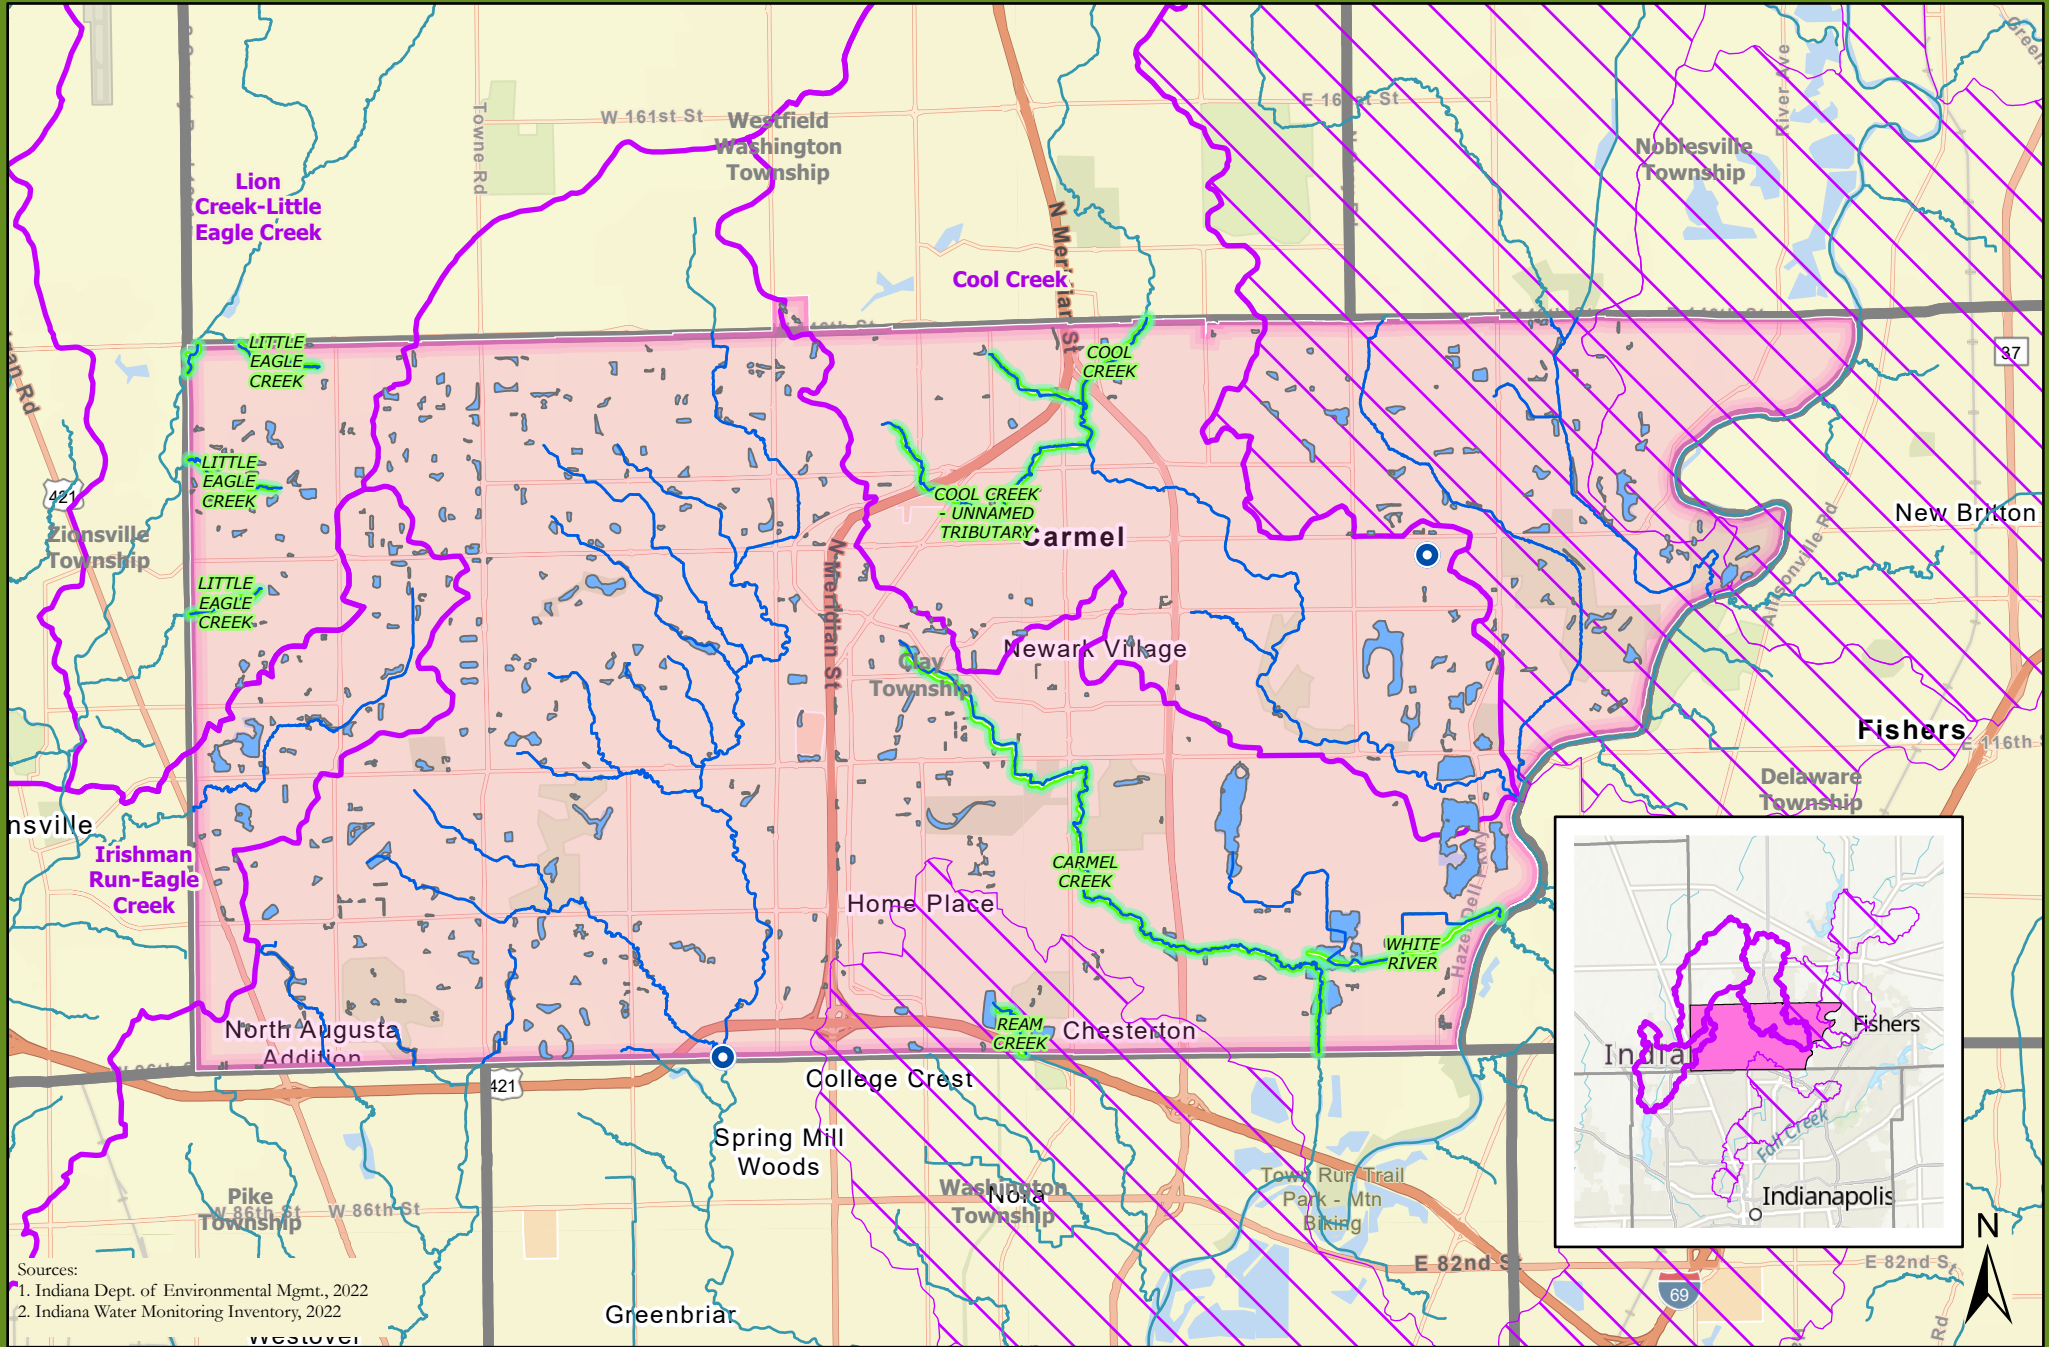 W 161st St
Westfield
Washington
Township
Towne Rd
E 161st St
River Ave
Noblesville
Township
Lion
Creek-Little
Eagle Creek
N Meridian St
Cool Creek
LITTLE
EAGLE
CREEK
COOL
CREEK
37
LITTLE
EAGLE
CREEK
421
COOL CREEK
- UNNAMED
TRIBUTARY
Carmel
New Britton
Zionsville
Township
Allisonville Rd
LITTLE
EAGLE
CREEK
N Meridian St
Newark Village
Clay
Township
Fishers
E 116th S
Delaware
Township
nsville
Irishman
Run-Eagle
Creek
CARMEL
CREEK
Home Place
WHITE
RIVER
Hazel Dell Pkwy
North Augusta
Addition
REAM
CREEK
Chesterton
421
College Crest
Spring Mill
Woods
Town Run Trail
Park - Mtn
Biking
Washington
Township
Nora
Pike
Township
W 86th St
W 86th St
E 82nd St
E 82nd St
Greenbriar
69
Rd
Westover
Fishers
Fall Creek
Indianapolis
N
Sources:
1. Indiana Dept. of Environmental Mgmt., 2022
2. Indiana Water Monitoring Inventory, 2022